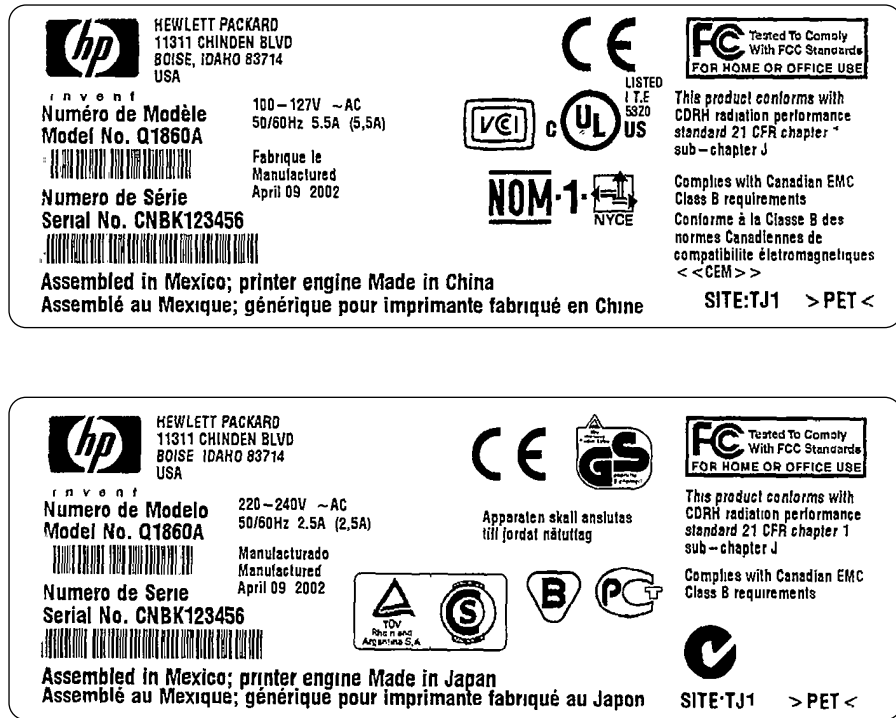 hp
HEWLETT PACKARD
11311 CHINDEN BLVD
BOISE, IDAHO 83714
USA
invent
Numéro de Modèle
Model No. Q1860A
100–127V ~AC
50/60Hz 5.5A (5,5A)
Fabrique le
Manufactured
April 09 2002
Numero de Série
Serial No. CNBK123456
Assembled in Mexico; printer engine Made in China
Assemblé au Mexique; générique pour imprimante fabriqué en Chine
CE
VCI
C UL US
LISTED
I.T.E
5320
NOM-1-
NYCE
FC Tested To Comply
With FCC Standards
FOR HOME OR OFFICE USE
This product conforms with
CDRH radiation performance
standard 21 CFR chapter
sub–chapter J
Complies with Canadian EMC
Class B requirements
Conforme à la Classe B des
normes Canadiennes de
compatibilite életromagnetiques
<<CEM>>
SITE:TJ1 >PET<
hp
HEWLETT PACKARD
11311 CHINDEN BLVD
BOISE IDAHO 83714
USA
invent
Numero de Modelo
Model No. Q1860A
220–240V ~AC
50/60Hz 2.5A (2,5A)
Manufacturado
Manufactured
April 09 2002
Numero de Serie
Serial No. CNBK123456
Assembled in Mexico; printer engine Made in Japan
Assemblé au Mexique; générique pour imprimante fabriqué au Japon
CE
GS
Apparaten skall anslutas
till jordat nätuttag
TÜV
Rheinland
Argentina S.A.
S
B
PCT
FC Tested To Comply
With FCC Standards
FOR HOME OR OFFICE USE
This product conforms with
CDRH radiation performance
standard 21 CFR chapter 1
sub–chapter J
Complies with Canadian EMC
Class B requirements
SITE:TJ1 >PET<